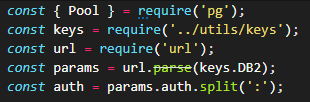 const { Pool } = require('pg');
const keys = require('../utils/keys');
const url = require('url');
const params = url.parse(keys.DB2);
const auth = params.auth.split(':');